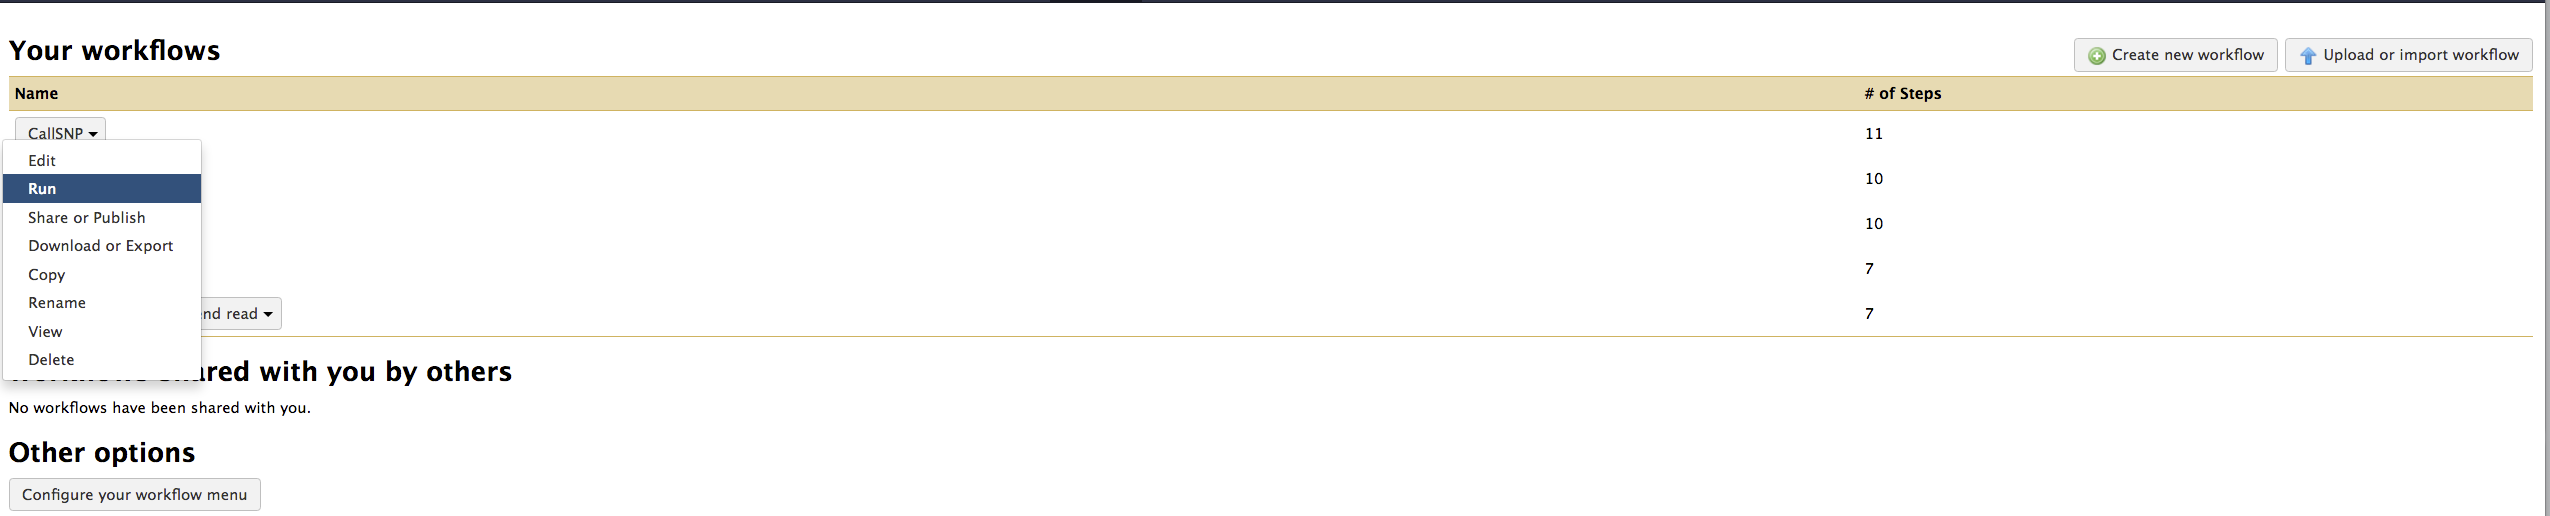 Your workflows
Create new workflow
Upload or import workflow
Name
# of Steps
CallSNP
11
Edit
Run
10
Share or Publish
10
Download or Export
Copy
7
Rename
nd read
7
View
Delete
red with you by others
No workflows have been shared with you.
Other options
Configure your workflow menu